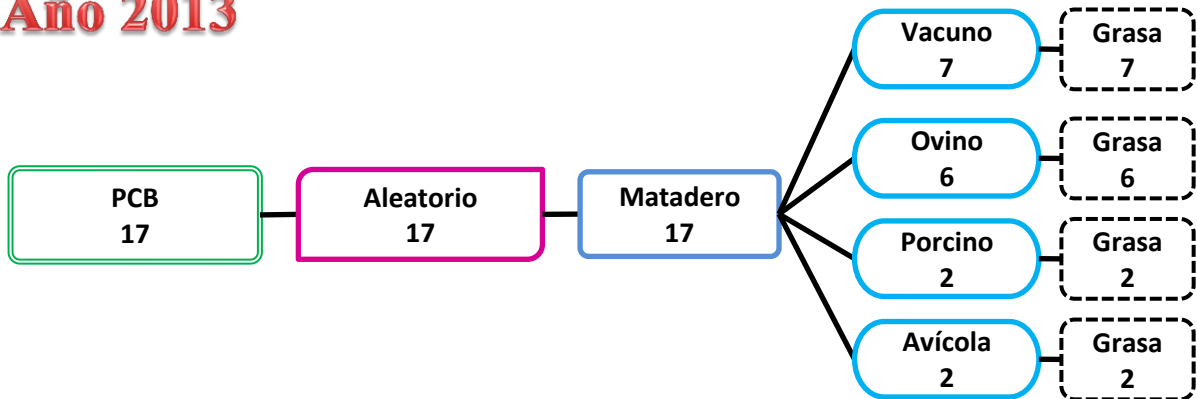 Año 2013
PCB
17
Aleatorio
17
Matadero
17
Vacuno
7
Grasa
7
Ovino
6
Grasa
6
Porcino
2
Grasa
2
Avícola
2
Grasa
2